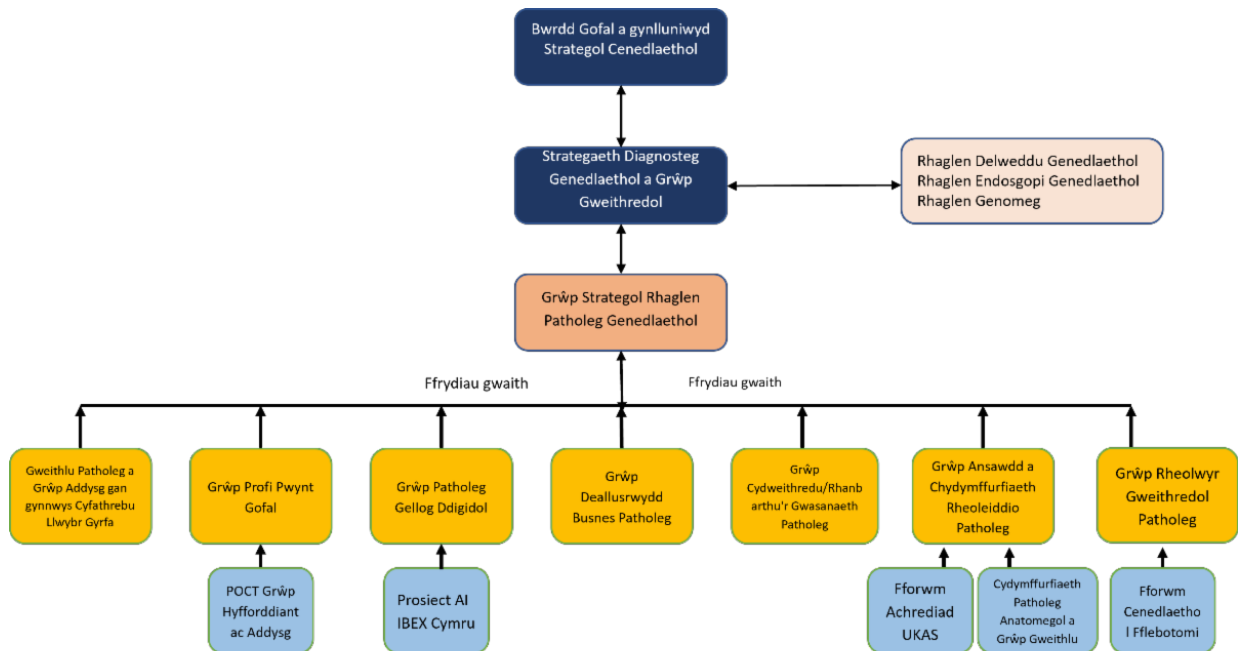 Bwrdd Gofal a gynlluniwyd
Strategol Cenedlaethol
Strategaeth Diagnosteg
Genedlaethol a Grŵp
Gweithredol
Rhaglen Delweddu Genedlaethol
Rhaglen Endosgopi Genedlaethol
Rhaglen Genomeg
Grŵp Strategol Rhaglen
Patholeg Genedlaethol
Ffrydiau gwaith
Ffrydiau gwaith
Gweithlu Patholeg a
Grŵp Addysg gan
gynnwys Cyfathrebu
Llwybr Gyrfa
Grŵp Profi Pwynt
Gofal
Grŵp Patholeg
Gellog Ddigidol
Grŵp
Deallusrwydd
Busnes Patholeg
Grŵp
Cydweithredu/Rhanb
arthu'r Gwasanaeth
Patholeg
Grŵp Ansawdd a
Chydymffurfiaeth
Rheoleiddio
Patholeg
Grŵp Rheolwyr
Gweithredol
Patholeg
POCT Grŵp
Hyfforddiant
ac Addysg
Prosiect AI
IBEX Cymru
Fforwm
Achrediad
UKAS
Cydymffurfiaeth
Patholeg
Anatomegol a
Grŵp Gweithlu
Fforwm
Cenedlaetho
l Fflebotomi